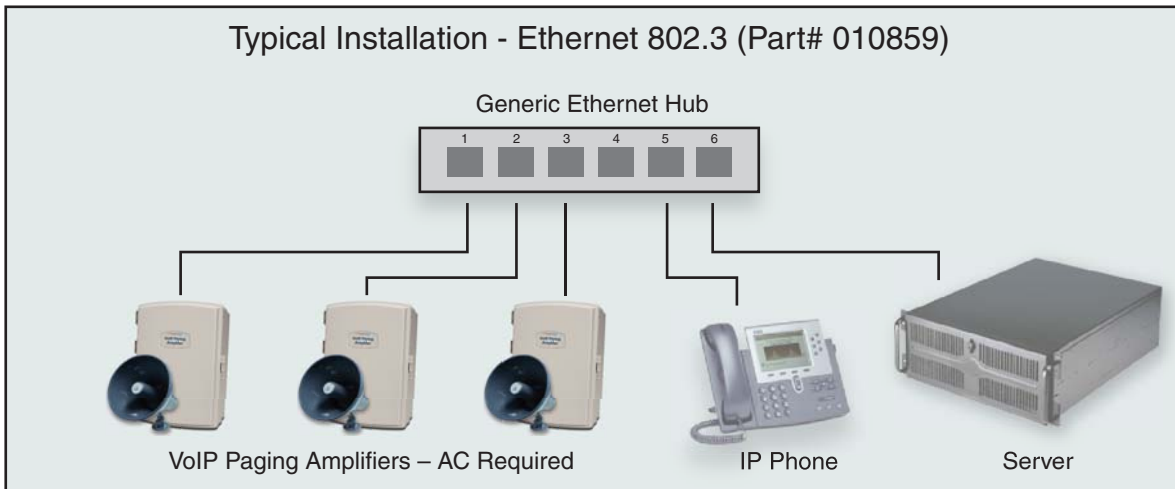 Typical Installation - Ethernet 802.3 (Part# 010859)
Generic Ethernet Hub
1 2 3 4 5 6
VoIP Paging Amplifiers – AC Required
IP Phone
Server